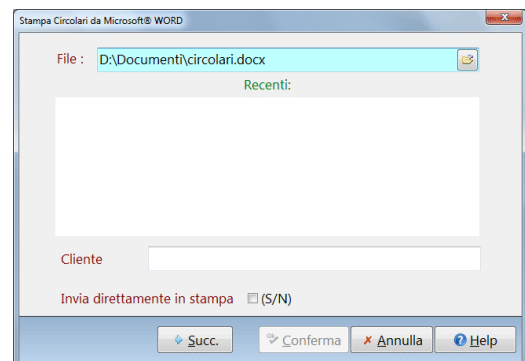 Stampa Circolari da Microsoft® WORD
File : D:\Documenti\circolari.docx
Recenti:
Cliente
Invia direttamente in stampa (S/N)
Succ. Conferma Annulla Help